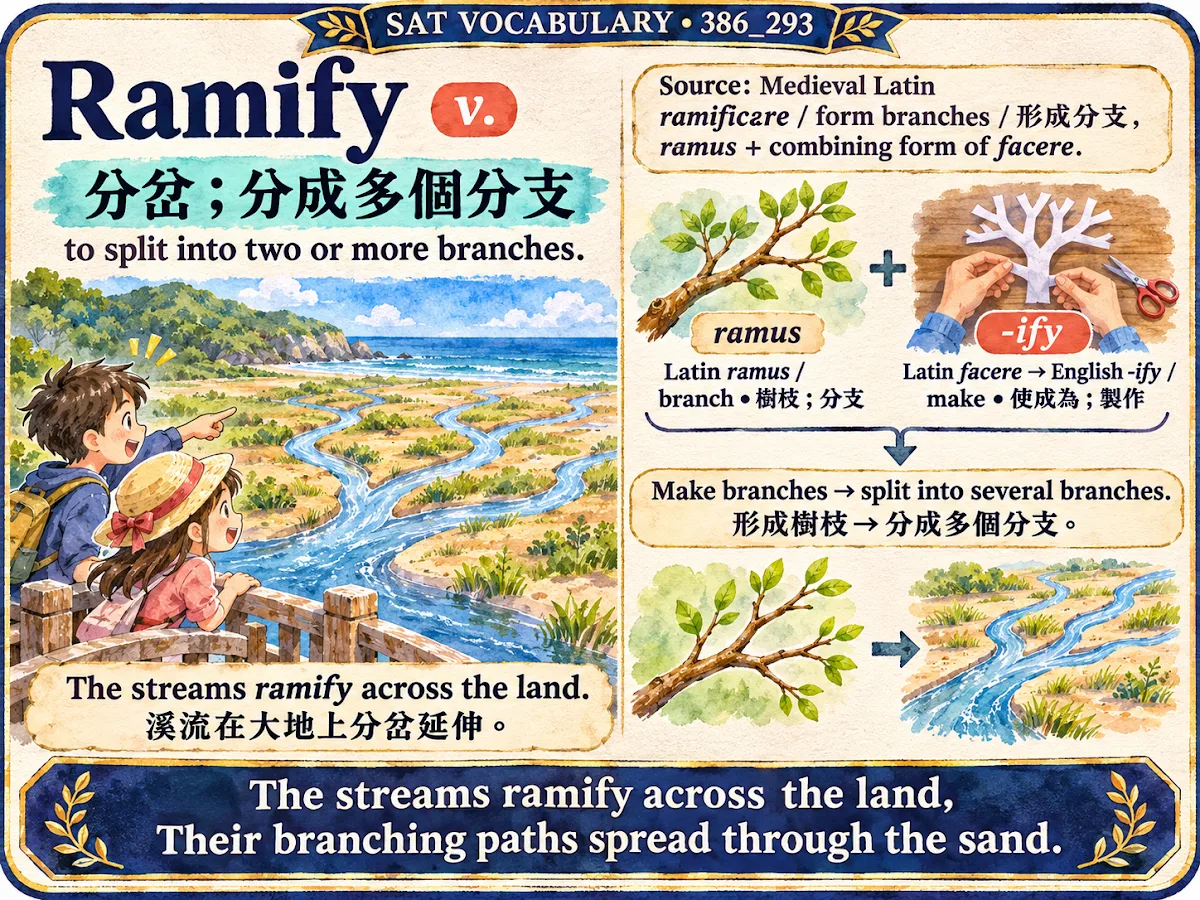 SAT VOCABULARY • 386_293
Ramify v.
分岔；分成多個分支
to split into two or more branches.
The streams ramify across the land.
溪流在大地上分岔延伸。
Source: Medieval Latin
ramificare / form branches / 形成分支，
ramus + combining form of facere.
ramus
Latin ramus /
branch • 樹枝；分支
+
-ify
Latin facere → English -ify /
make • 使成為；製作
Make branches → split into several branches.
形成樹枝 → 分成多個分支。
The streams ramify across the land,
Their branching paths spread through the sand.